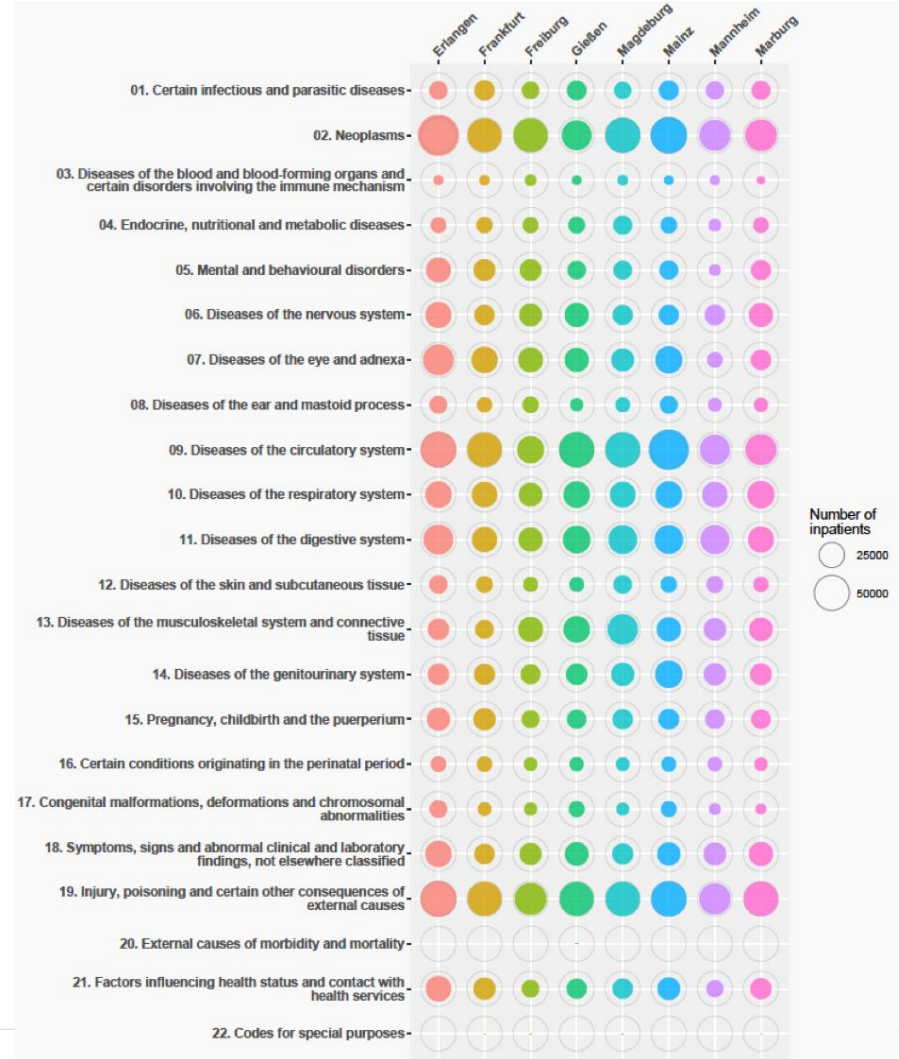 Erlangen
Frankfurt
Freiburg
Gießen
Magdeburg
Mainz
Mannheim
Marburg
01. Certain infectious and parasitic diseases
02. Neoplasms
03. Diseases of the blood and blood-forming organs and
certain disorders involving the immune mechanism
04. Endocrine, nutritional and metabolic diseases
05. Mental and behavioural disorders
06. Diseases of the nervous system
07. Diseases of the eye and adnexa
08. Diseases of the ear and mastoid process
09. Diseases of the circulatory system
10. Diseases of the respiratory system
11. Diseases of the digestive system
12. Diseases of the skin and subcutaneous tissue
13. Diseases of the musculoskeletal system and connective
tissue
14. Diseases of the genitourinary system
15. Pregnancy, childbirth and the puerperium
16. Certain conditions originating in the perinatal period
17. Congenital malformations, deformations and chromosomal
abnormalities
18. Symptoms, signs and abnormal clinical and laboratory
findings, not elsewhere classified
19. Injury, poisoning and certain other consequences of
external causes
20. External causes of morbidity and mortality
21. Factors influencing health status and contact with
health services
22. Codes for special purposes
Number of
inpatients
25000
50000